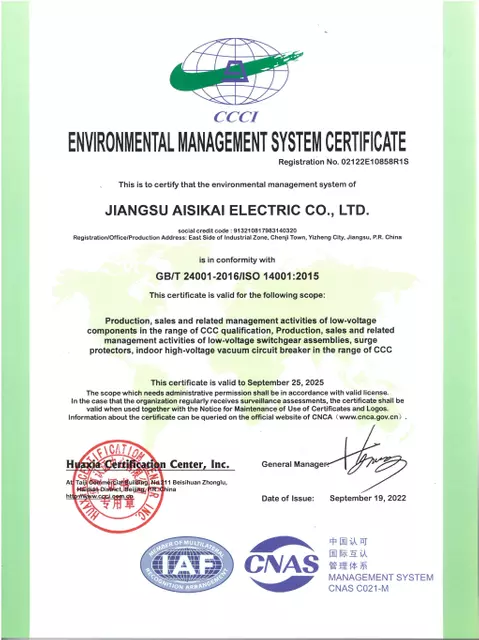 CCCI
ENVIRONMENTAL MANAGEMENT SYSTEM CERTIFICATE
Registration No. 02122E10858R1S
This is to certify that the environmental management system of
JIANGSU AISIKAI ELECTRIC CO., LTD.
social credit code : 913210817983140320
Registration/Office/Production Address: East Side of Industrial Zone, Chenji Town, Yizheng City, Jiangsu, P.R. China
is in conformity with
GB/T 24001-2016/ISO 14001:2015
This certificate is valid for the following scope:
Production, sales and related management activities of low-voltage
components in the range of CCC qualification, Production, sales and related
management activities of low-voltage switchgear assemblies, surge
protectors, indoor high-voltage vacuum circuit breaker in the range of CCC
This certificate is valid to September 25, 2025
The scope which needs administrative permission shall be in accordance with valid license.
In the case that the organization regularly receives surveillance assessments, the certificate shall be
valid when used together with the Notice for Maintenance of Use of Certificates and Logos.
Information about the certificate can be queried on the official website of CNCA（www.cnca.gov.cn）.
Huaxia Certification Center, Inc.
General Manager
Building, No.211 Beisihuan Zhonglu,
Haidian District, Beijing, P.R.China
http://www.ccci.com.cn
专用章
Date of Issue: September 19, 2022
MEMBER OF MULTILATERAL
IAF
RECOGNITION ARRANGEMENT
CNAS
中国认可
国际互认
管理体系
MANAGEMENT SYSTEM
CNAS C021-M